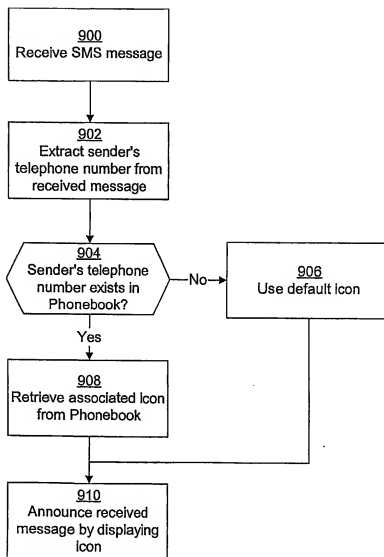 900
Receive SMS message
902
Extract sender's
telephone number from
received message
904
Sender's telephone
number exists in
Phonebook?
No
906
Use default icon
Yes
908
Retrieve associated icon
from Phonebook
910
Announce received
message by displaying
icon